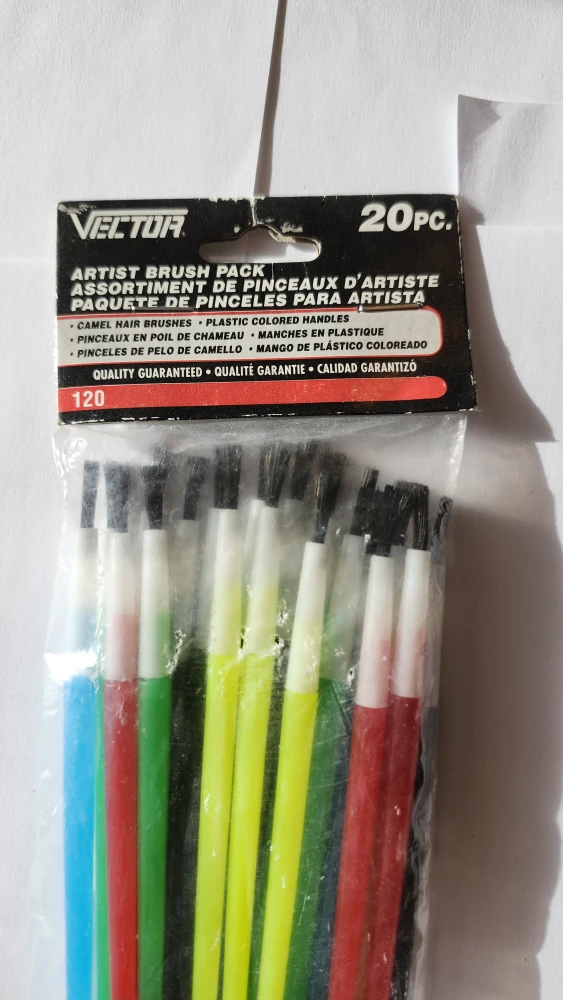 VECTOR
20PC.
ARTIST BRUSH PACK
ASSORTIMENT DE PINCEAUX D'ARTISTE
PAQUETE DE PINCELES PARA ARTISTA
• CAMEL HAIR BRUSHES • PLASTIC COLORED HANDLES
• PINCEAUX EN POIL DE CHAMEAU • MANCHES EN PLASTIQUE
• PINCELES DE PELO DE CAMELLO • MANGO DE PLÁSTICO COLOREADO
QUALITY GUARANTEED • QUALITÉ GARANTIE • CALIDAD GARANTIZÓ
120